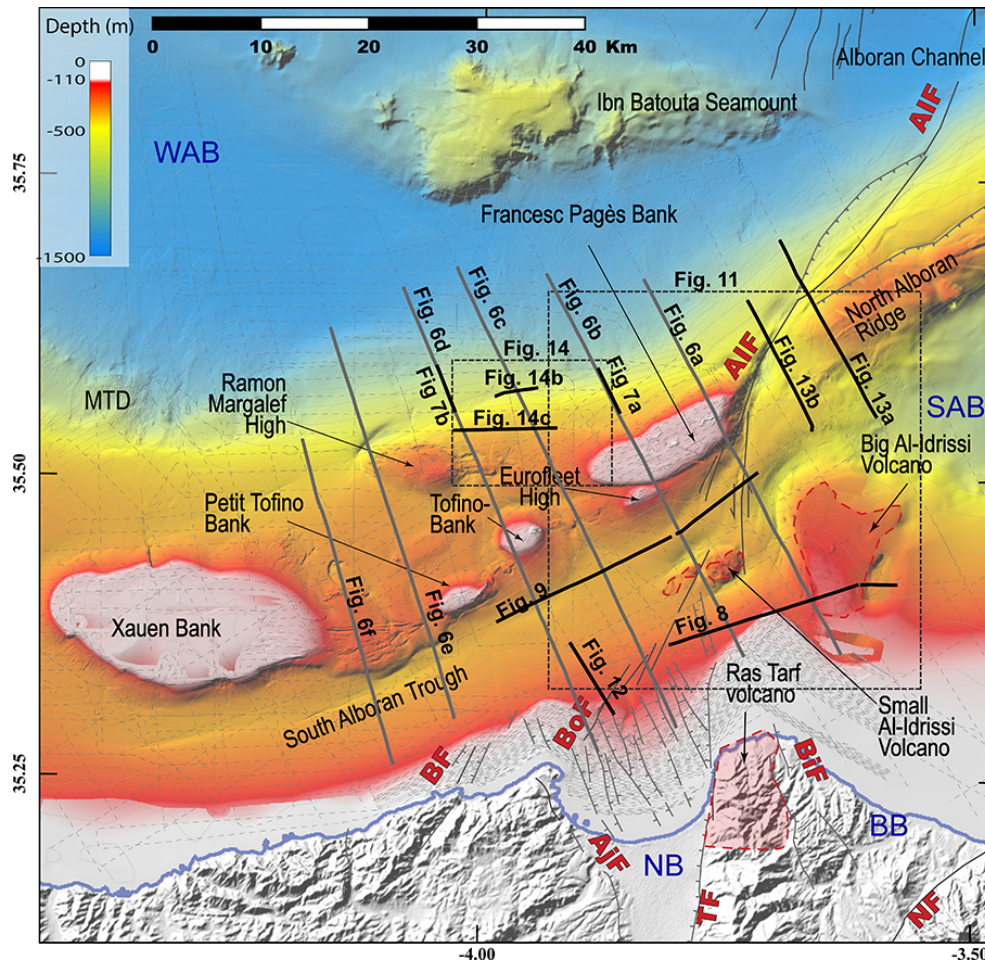 Depth (m)
0
-110
-500
-1500
0 10 20 30 40 Km
Alboran Channel
Ibn Batouta Seamount
AIF
WAB
35.75
Francesc Pagès Bank
Fig. 11
North Alboran
Ridge
Fig. 6d
Fig. 6c
Fig. 6b
Fig. 6a
AIF
Fig. 14
Fig. 14b
Fig 7b
Fig 7a
Fig. 13b
Fig. 13a
Ramon
Margalef
High
MTD
Fig. 14c
SAB
Big Al-Idrissi
Volcano
35.50
Eurofleet
High
Petit Tofino
Bank
Tofino-
Bank
Fig. 9
Fig. 6f
Fig. 6e
Fig. 8
Xauen Bank
Fig. 12
Ras Tarf
volcano
South Alboran Trough
Small
Al-Idrissi
Volcano
BoF
BF
BiF
35.25
AjF
NB
BB
TF
NF
-4.00
-3.50